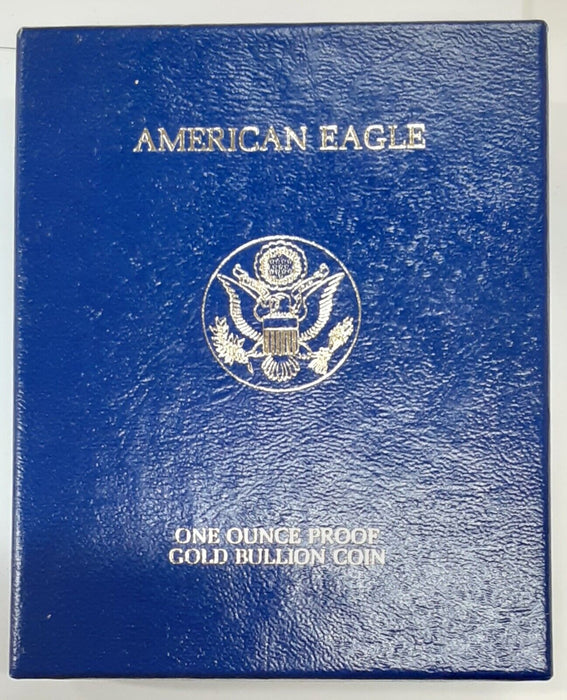 AMERICAN EAGLE
ONE OUNCE PROOF
GOLD BULLION COIN